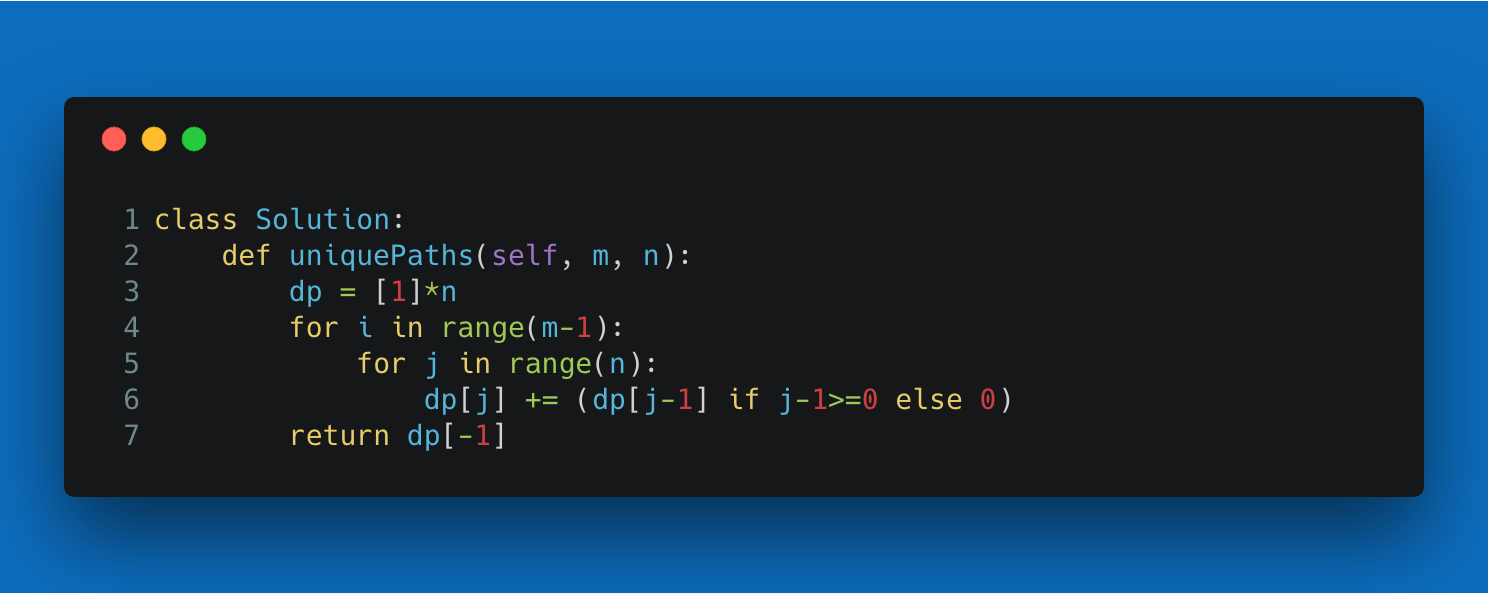 1 class Solution:
2     def uniquePaths(self, m, n):
3         dp = [1]*n
4         for i in range(m-1):
5             for j in range(n):
6                 dp[j] += (dp[j-1] if j-1>=0 else 0)
7         return dp[-1]